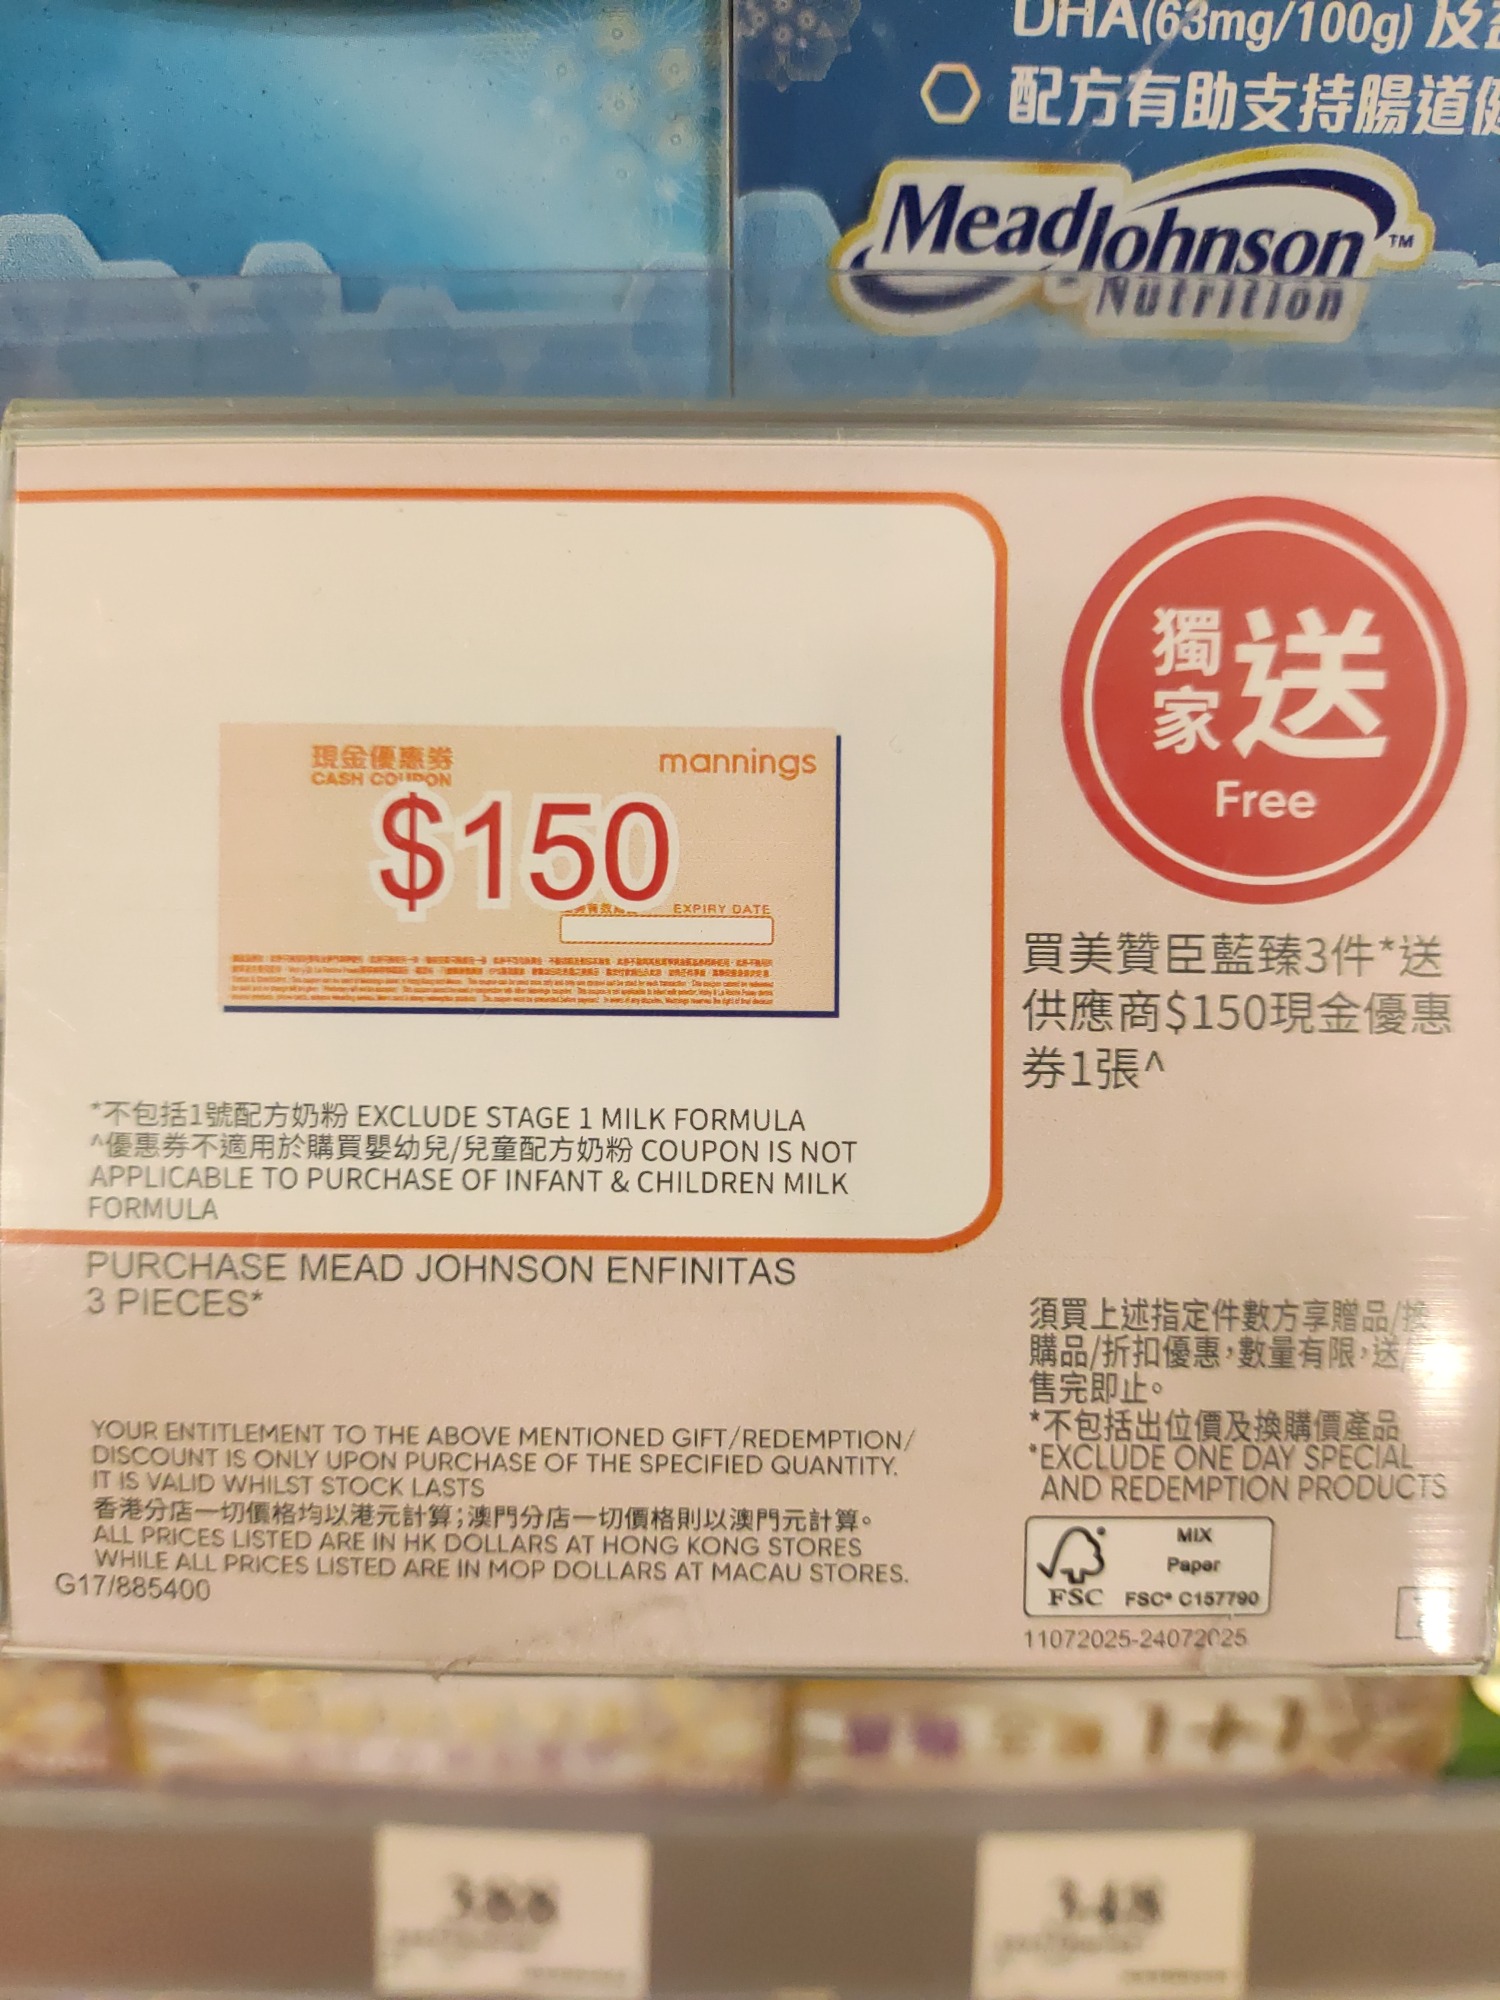 DHA(63mg/100g) 及
配方有助支持腸道
MeadJohnson™
Nutrition
現金優惠券
CASH COUPON
mannings
$150
EXPIRY DATE
獨家送
Free
買美贊臣藍臻3件*送
供應商$150現金優惠
券1張^
*不包括1號配方奶粉 EXCLUDE STAGE 1 MILK FORMULA
^優惠券不適用於購買嬰幼兒/兒童配方奶粉 COUPON IS NOT
APPLICABLE TO PURCHASE OF INFANT & CHILDREN MILK
FORMULA
PURCHASE MEAD JOHNSON ENFINITAS
3 PIECES*
須買上述指定件數方享贈品/換
購品/折扣優惠，數量有限，送/
售完即止。
*不包括出位價及換購價產品
*EXCLUDE ONE DAY SPECIAL
AND REDEMPTION PRODUCTS
YOUR ENTITLEMENT TO THE ABOVE MENTIONED GIFT/REDEMPTION/
DISCOUNT IS ONLY UPON PURCHASE OF THE SPECIFIED QUANTITY.
IT IS VALID WHILST STOCK LASTS
香港分店一切價格均以港元計算；澳門分店一切價格則以澳門元計算。
ALL PRICES LISTED ARE IN HK DOLLARS AT HONG KONG STORES
WHILE ALL PRICES LISTED ARE IN MOP DOLLARS AT MACAU STORES.
G17/885400
MIX
Paper
FSC
FSC® C157790
11072025-24072025